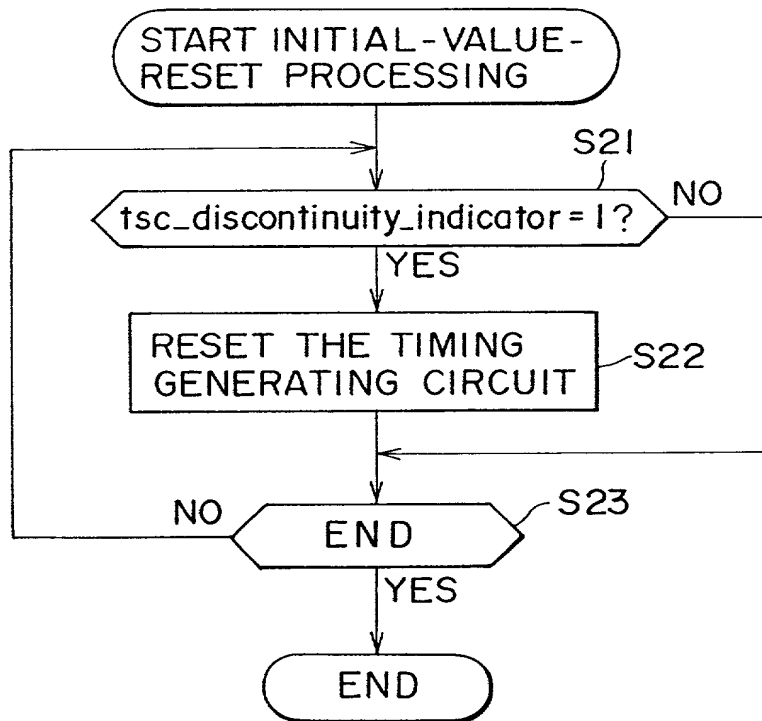 START INITIAL-VALUE-
RESET PROCESSING
S21
tsc_discontinuity_indicator = 1?
NO
YES
RESET THE TIMING
GENERATING CIRCUIT
S22
NO
END
S23
YES
END